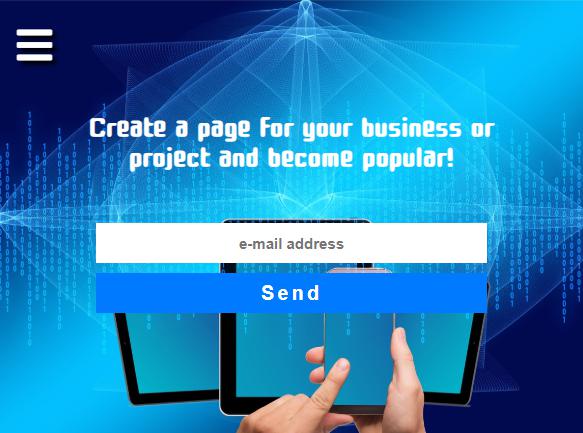 Create a page for your business or
project and become popular!
e-mail address
Send